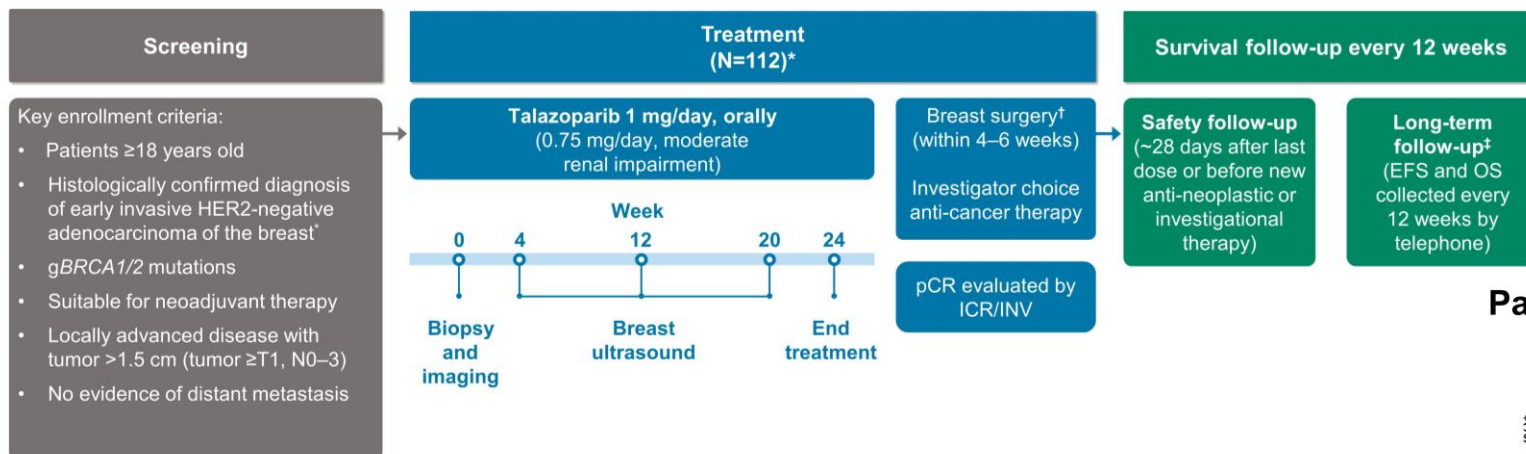 Screening
Key enrollment criteria:
• Patients ≥18 years old
• Histologically confirmed diagnosis
of early invasive HER2-negative
adenocarcinoma of the breast*
• gBRCA1/2 mutations
• Suitable for neoadjuvant therapy
• Locally advanced disease with
tumor >1.5 cm (tumor ≥T1, N0–3)
• No evidence of distant metastasis
Treatment
(N=112)*
Talazoparib 1 mg/day, orally
(0.75 mg/day, moderate
renal impairment)
Week
0 4 12 20 24
Biopsy
and
imaging
Breast
ultrasound
End
treatment
Breast surgery†
(within 4–6 weeks)
Investigator choice
anti-cancer therapy
pCR evaluated by
ICR/INV
Survival follow-up every 12 weeks
Safety follow-up
(~28 days after last
dose or before new
anti-neoplastic or
investigational
therapy)
Long-term
follow-up‡
(EFS and OS
collected every
12 weeks by
telephone)
Pa